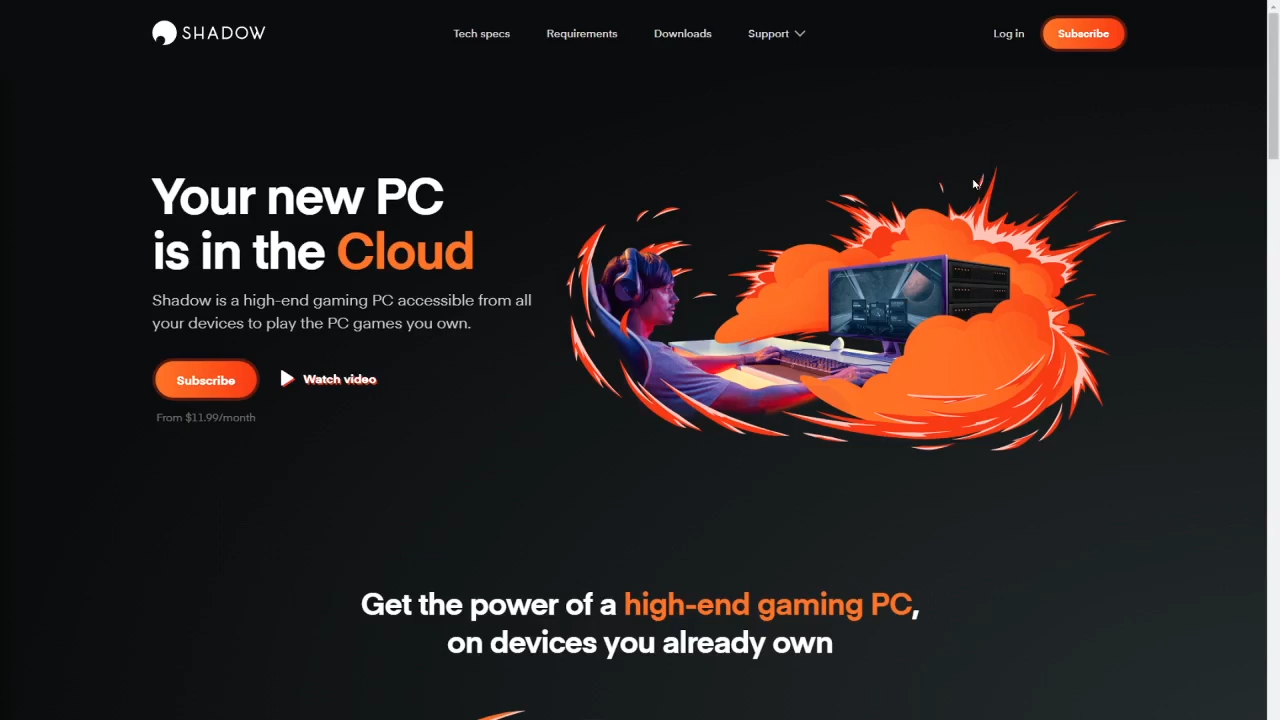 SHADOW
Tech specs
Requirements
Downloads
Support
Log in
Subscribe
Your new PC
is in the Cloud
Shadow is a high-end gaming PC accessible from all
your devices to play the PC games you own.
Subscribe
Watch video
From $11.99/month
Get the power of a high-end gaming PC,
on devices you already own